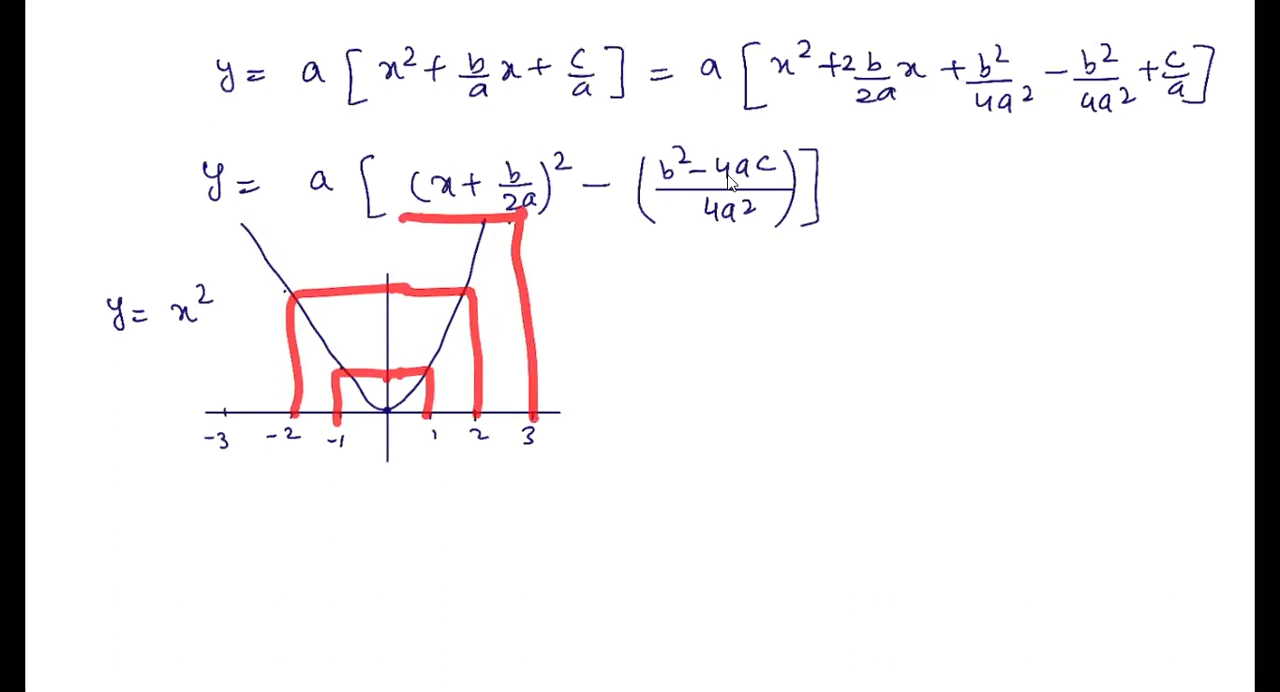 y = a [ x² + b/a x + c/a ] = a [ x² + 2 b/2a x + b²/4a² - b²/4a² + c/a ]
y = a [ (x + b/2a)² - ( b² - 4ac / 4a² ) ]
y = x²
-3 -2 -1 1 2 3